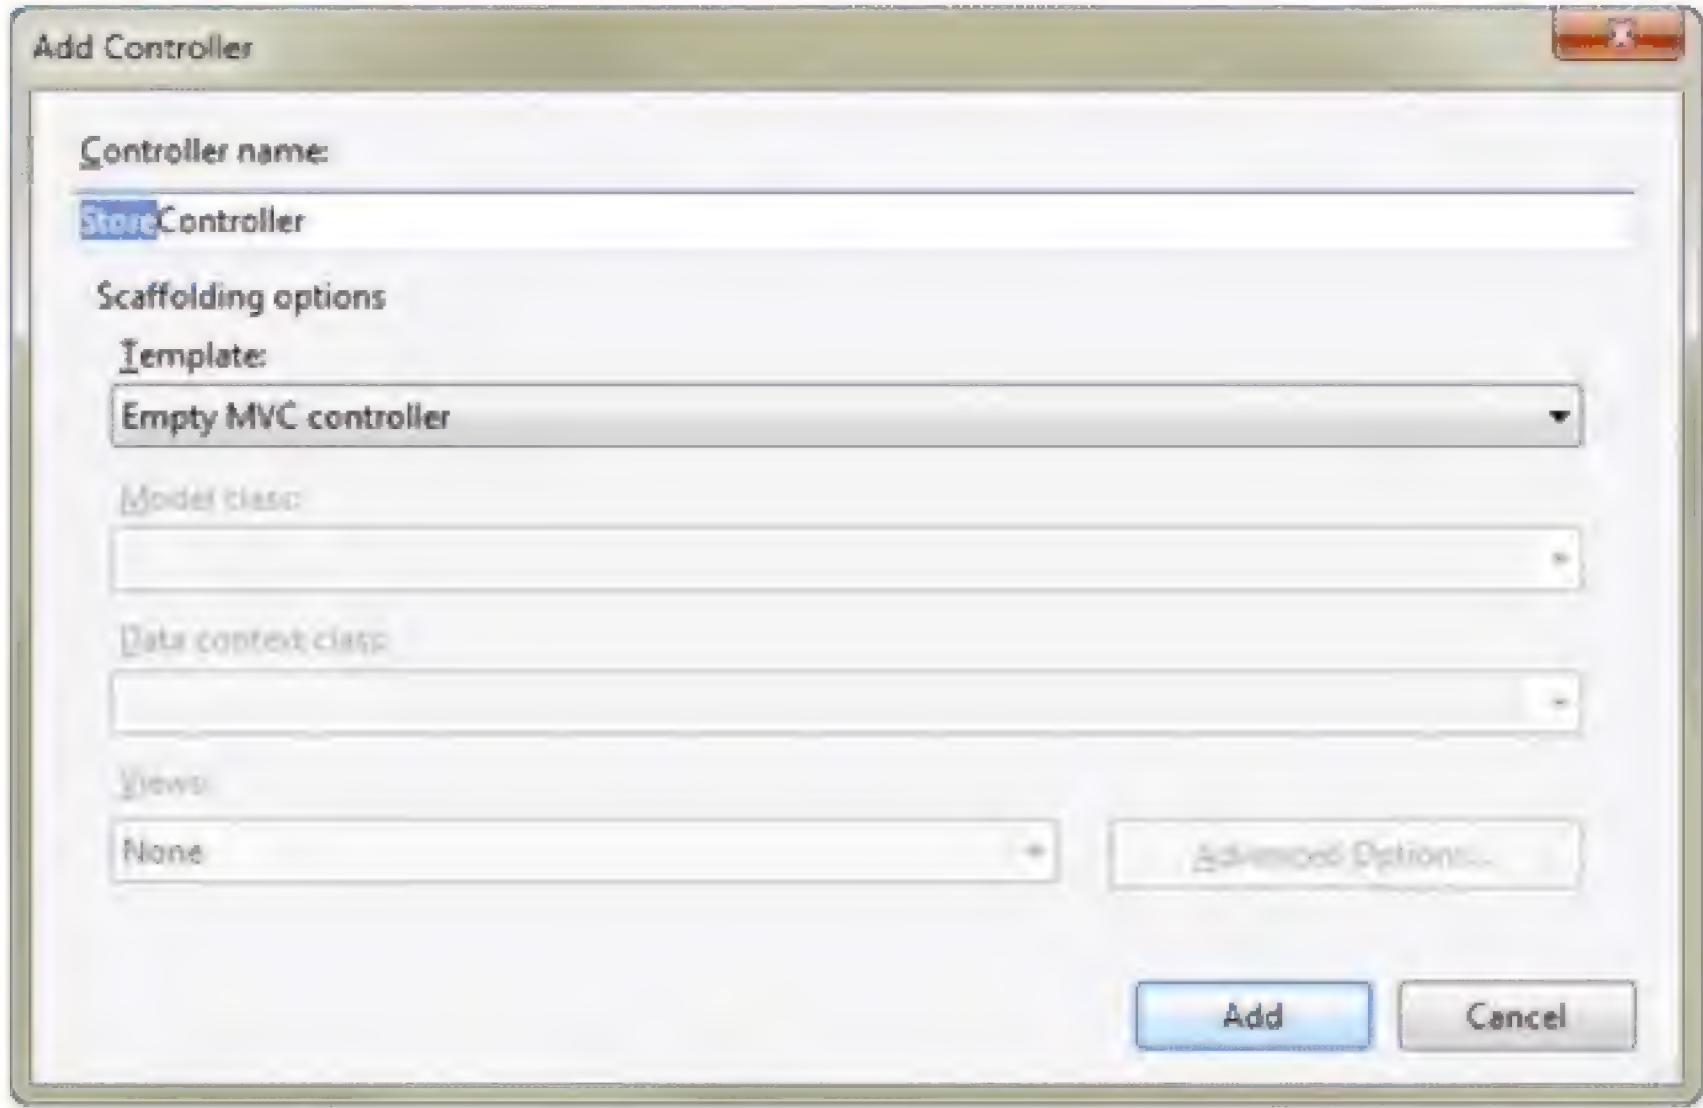 Add Controller
Controller name:
StoreController
Scaffolding options
Template:
Empty MVC controller
Model class:
Data context class:
Views:
None
Advanced Options...
Add
Cancel